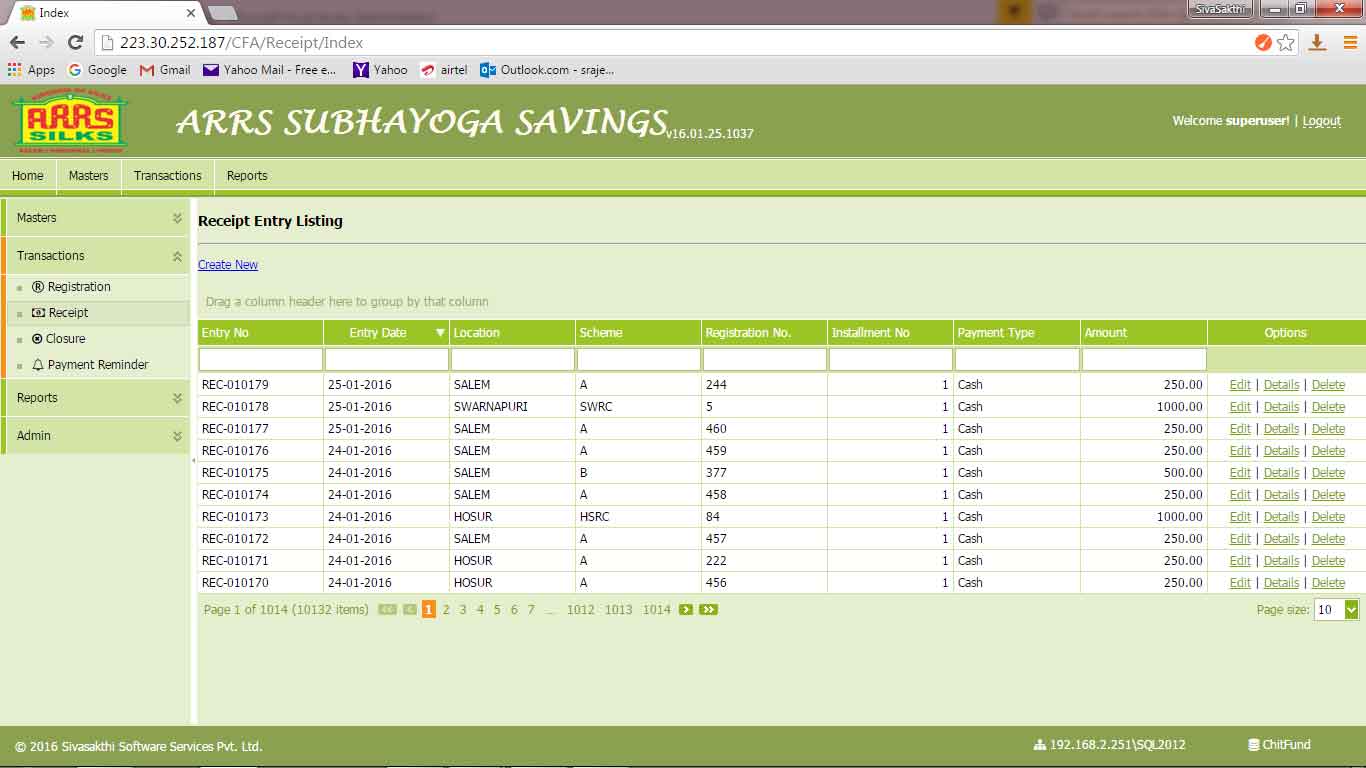 Index
SivaSakthi
223.30.252.187/CFA/Receipt/Index
Apps Google Gmail Yahoo Mail - Free e... Yahoo airtel Outlook.com - sraje...
ARRS
SILKS
ARRS SUBHAYOGA SAVINGS v16.01.25.1037
Welcome superuser! | Logout
Home Masters Transactions Reports
Masters
Transactions
® Registration
Receipt
Closure
Payment Reminder
Reports
Admin
Receipt Entry Listing
Create New
Drag a column header here to group by that column
Entry No Entry Date Location Scheme Registration No. Installment No Payment Type Amount Options
REC-010179 25-01-2016 SALEM A 244 1 Cash 250.00 Edit | Details | Delete
REC-010178 25-01-2016 SWARNAPURI SWRC 5 1 Cash 1000.00 Edit | Details | Delete
REC-010177 25-01-2016 SALEM A 460 1 Cash 250.00 Edit | Details | Delete
REC-010176 24-01-2016 SALEM A 459 1 Cash 250.00 Edit | Details | Delete
REC-010175 24-01-2016 SALEM B 377 1 Cash 500.00 Edit | Details | Delete
REC-010174 24-01-2016 SALEM A 458 1 Cash 250.00 Edit | Details | Delete
REC-010173 24-01-2016 HOSUR HSRC 84 1 Cash 1000.00 Edit | Details | Delete
REC-010172 24-01-2016 SALEM A 457 1 Cash 250.00 Edit | Details | Delete
REC-010171 24-01-2016 HOSUR A 222 1 Cash 250.00 Edit | Details | Delete
REC-010170 24-01-2016 HOSUR A 456 1 Cash 250.00 Edit | Details | Delete
Page 1 of 1014 (10132 items) 1 2 3 4 5 6 7 ... 1012 1013 1014 Page size: 10
© 2016 Sivasakthi Software Services Pvt. Ltd. 192.168.2.251\SQL2012 ChitFund